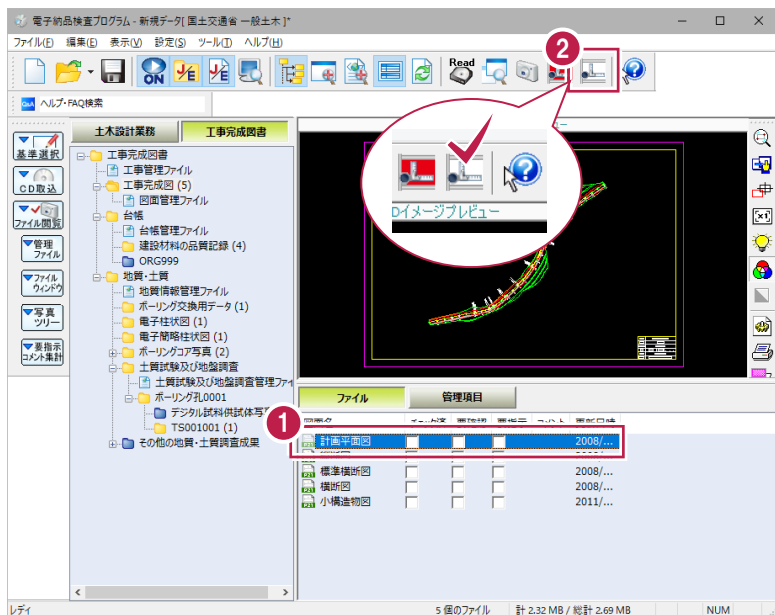 電子納品検査プログラム - 新規データ[ 国土交通省 一般土木 ]*
ファイル(F) 編集(E) 表示(V) 設定(S) ツール(T) ヘルプ(H)
2
ON J/E J/E Read
Q&A ヘルプ・FAQ検索
土木設計業務 工事完成図書
基準選択
CD取込
ファイル閲覧
管理
ファイル
ファイル
ウィンドウ
写真
ツリー
要指示
コメント集計
工事完成図書
工事管理ファイル
工事完成図 (5)
図面管理ファイル
台帳
台帳管理ファイル
建設材料の品質記録 (4)
ORG999
地質・土質
地質情報管理ファイル
ボーリング交換用データ (1)
電子柱状図 (1)
電子簡略柱状図 (1)
ボーリングコア写真 (2)
土質試験及び地盤調査
土質試験及び地盤調査管理ファイ
ボーリング孔0001
デジタル試料供試体写
TS001001 (1)
その他の地質・土質調査成果
Dイメージプレビュー
ー
ファイル 管理項目
1
更新日時
計画平面図 2008/...
標準横断図 2008/...
横断図 2008/...
小構造物図 2011/...
レディ 5 個のファイル 計 2.32 MB / 総計 2.69 MB NUM